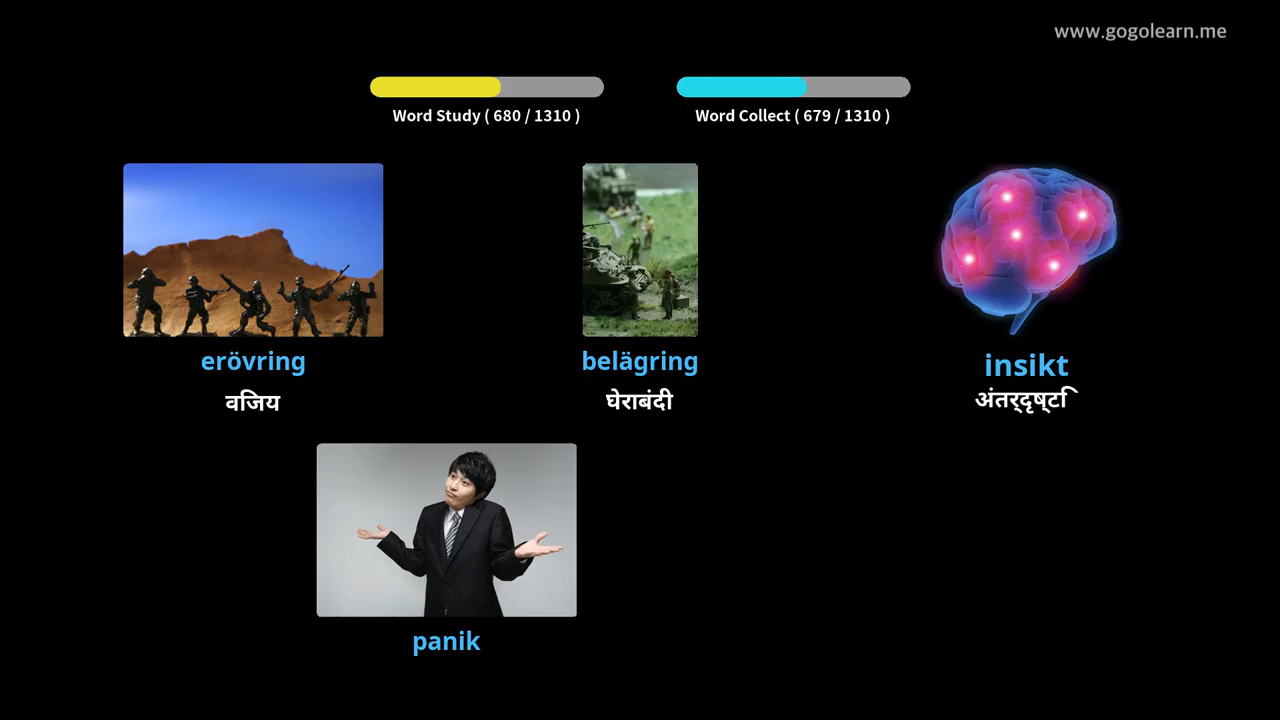 www.gogolearn.me
Word Study ( 680 / 1310 )
Word Collect ( 679 / 1310 )
erövring
विजय
belägring
घेराबंदी
insikt
अंतर्दृष्टि
panik